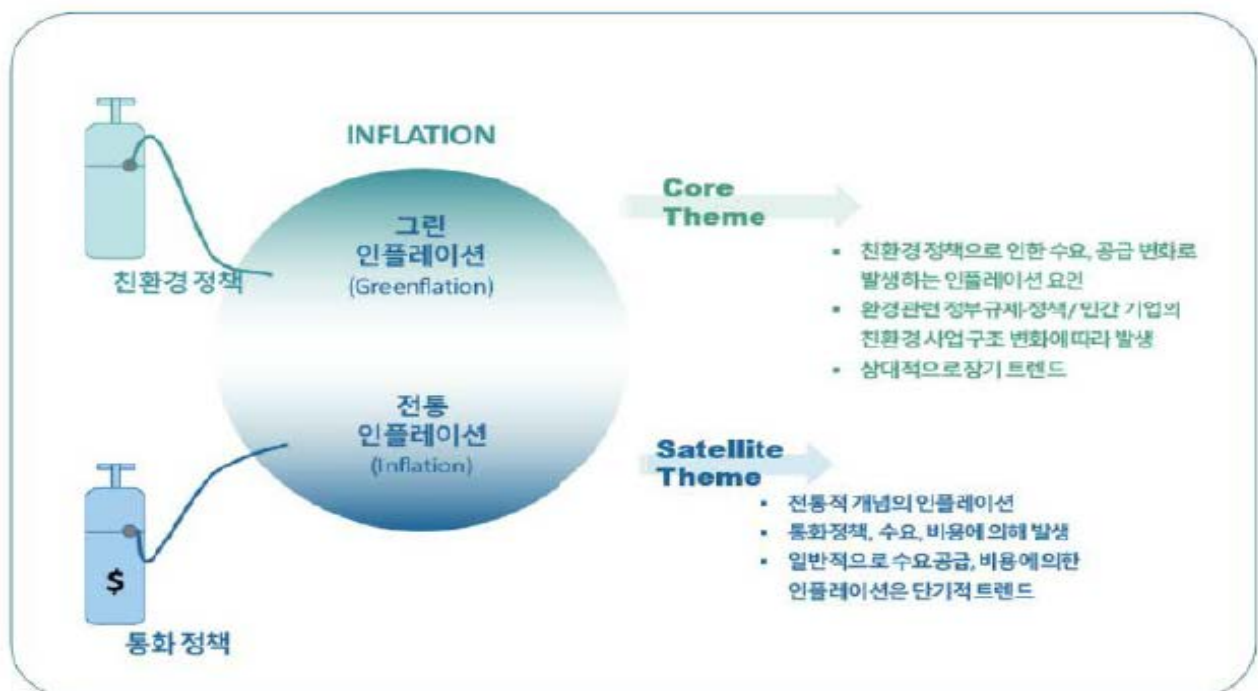 INFLATION
그린
인플레이션
(Greenflation)
친환경 정책
Core
Theme
▪ 친환경 정책으로 인한 수요, 공급 변화로
발생하는 인플레이션 요인
▪ 환경 관련 정부 규제·정책/민간 기업의
친환경 사업 구조 변화에 따라 발생
▪ 상대적으로 장기 트렌드
전통
인플레이션
(Inflation)
$
통화 정책
Satellite
Theme
▪ 전통적 개념의 인플레이션
▪ 통화정책, 수요, 비용에 의해 발생
▪ 일반적으로 수요공급, 비용에 의한
인플레이션은 단기적 트렌드